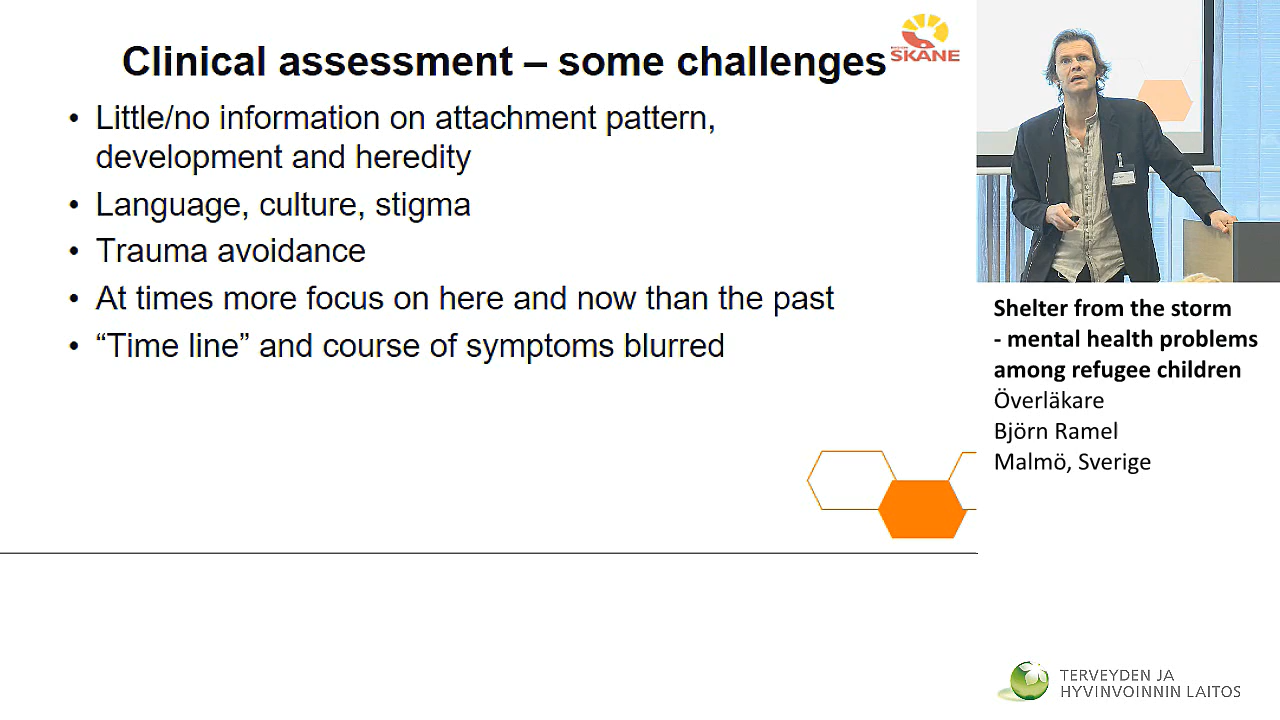 Clinical assessment – some challenges
SKANE
• Little/no information on attachment pattern,
development and heredity
• Language, culture, stigma
• Trauma avoidance
• At times more focus on here and now than the past
• “Time line” and course of symptoms blurred
Shelter from the storm
- mental health problems
among refugee children
Överläkare
Björn Ramel
Malmö, Sverige
TERVEYDEN JA
HYVINVOINNIN LAITOS